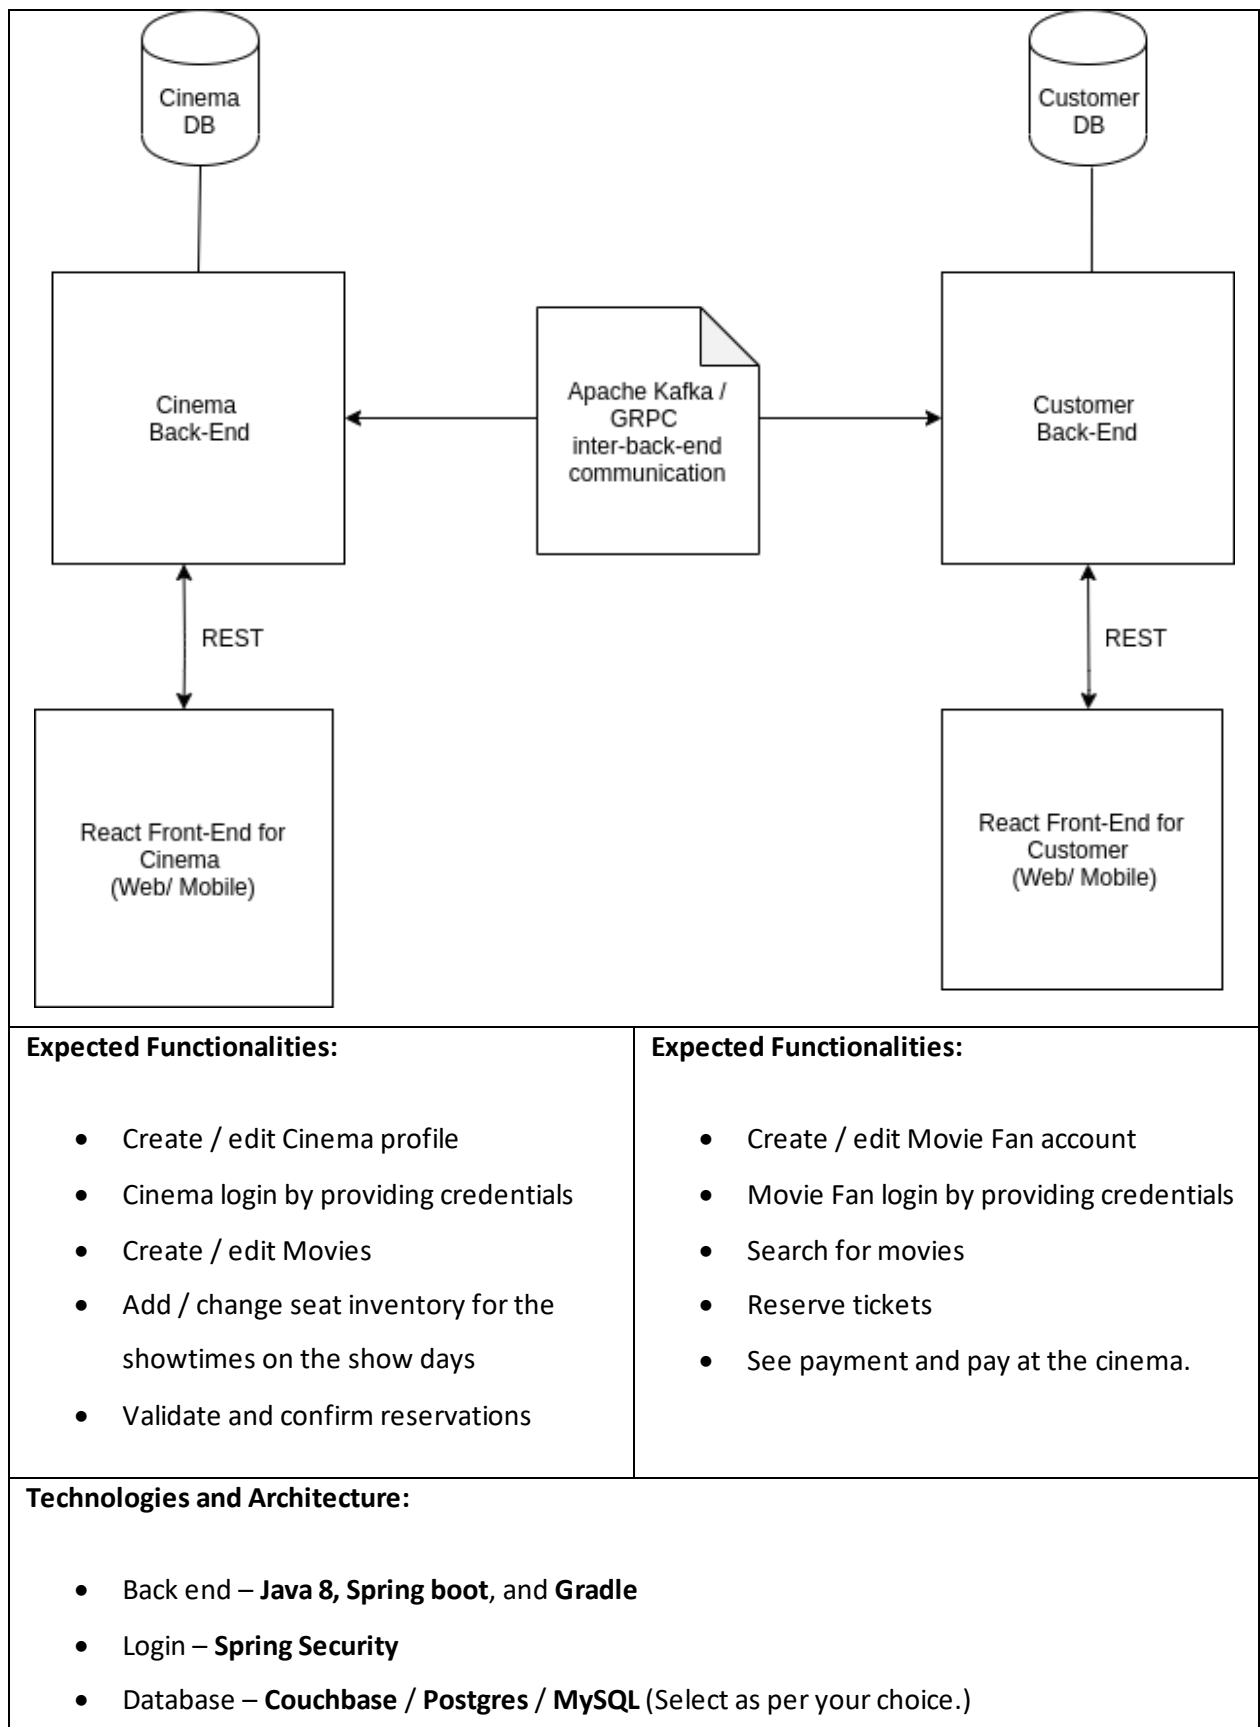 Cinema
DB
Customer
DB
Cinema
Back-End
Apache Kafka /
GRPC
inter-back-end
communication
Customer
Back-End
REST
REST
React Front-End for
Cinema
(Web/ Mobile)
React Front-End for
Customer
(Web/ Mobile)
Expected Functionalities:
• Create / edit Cinema profile
• Cinema login by providing credentials
• Create / edit Movies
• Add / change seat inventory for the
showtimes on the show days
• Validate and confirm reservations
Expected Functionalities:
• Create / edit Movie Fan account
• Movie Fan login by providing credentials
• Search for movies
• Reserve tickets
• See payment and pay at the cinema.
Technologies and Architecture:
• Back end – Java 8, Spring boot, and Gradle
• Login – Spring Security
• Database – Couchbase / Postgres / MySQL (Select as per your choice.)